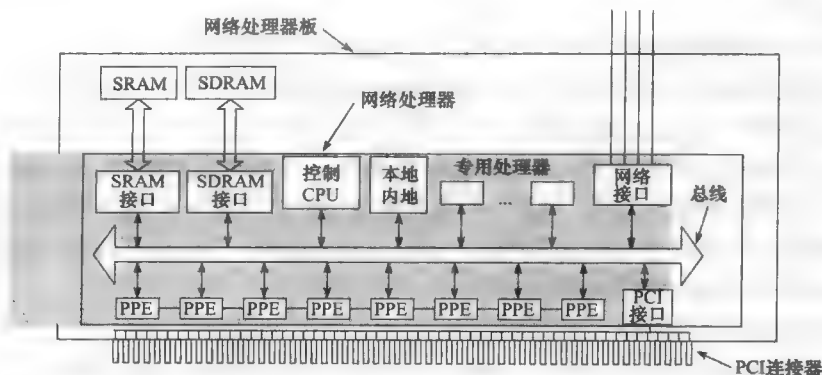 网络处理器板
SRAM
SDRAM
网络处理器
SRAM
接口
SDRAM
接口
控制
CPU
本地
内地
专用处理器
...
网络
接口
总线
PPE
PPE
PPE
PPE
PPE
PPE
PPE
PPE
PCI
接口
PCI连接器